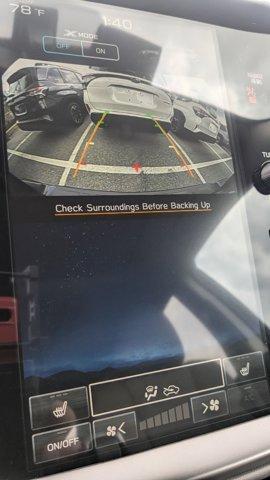 78°F
1:40
X MODE
OFF
ON
Check Surroundings Before Backing Up
ON/OFF